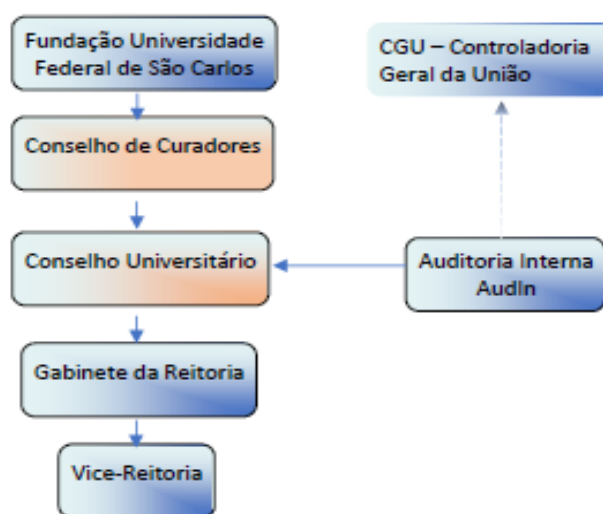 Fundação Universidade
Federal de São Carlos
CGU – Controladoria
Geral da União
Conselho de Curadores
Conselho Universitário
Auditoria Interna
AudIn
Gabinete da Reitoria
Vice-Reitoria